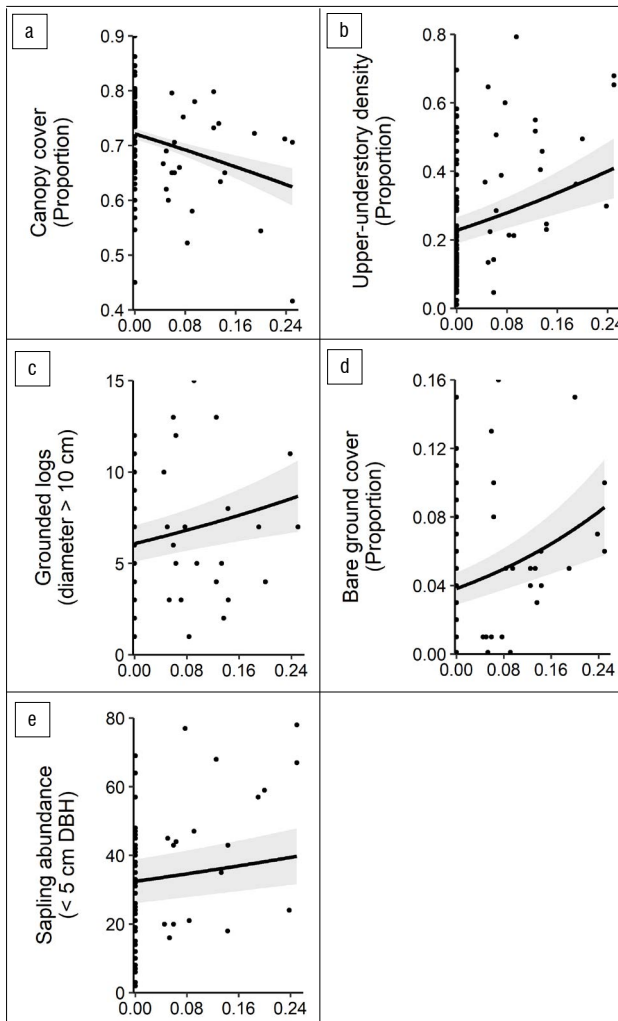 a
Canopy cover
(Proportion)
0.9
0.8
0.7
0.6
0.5
0.4
0.00 0.08 0.16 0.24
b
Upper-understory density
(Proportion)
0.8
0.6
0.4
0.2
0.0
0.00 0.08 0.16 0.24
c
Grounded logs
(diameter > 10 cm)
15
10
5
0
0.00 0.08 0.16 0.24
d
Bare ground cover
(Proportion)
0.16
0.12
0.08
0.04
0.00
0.00 0.08 0.16 0.24
e
Sapling abundance
(< 5 cm DBH)
80
60
40
20
0
0.00 0.08 0.16 0.24